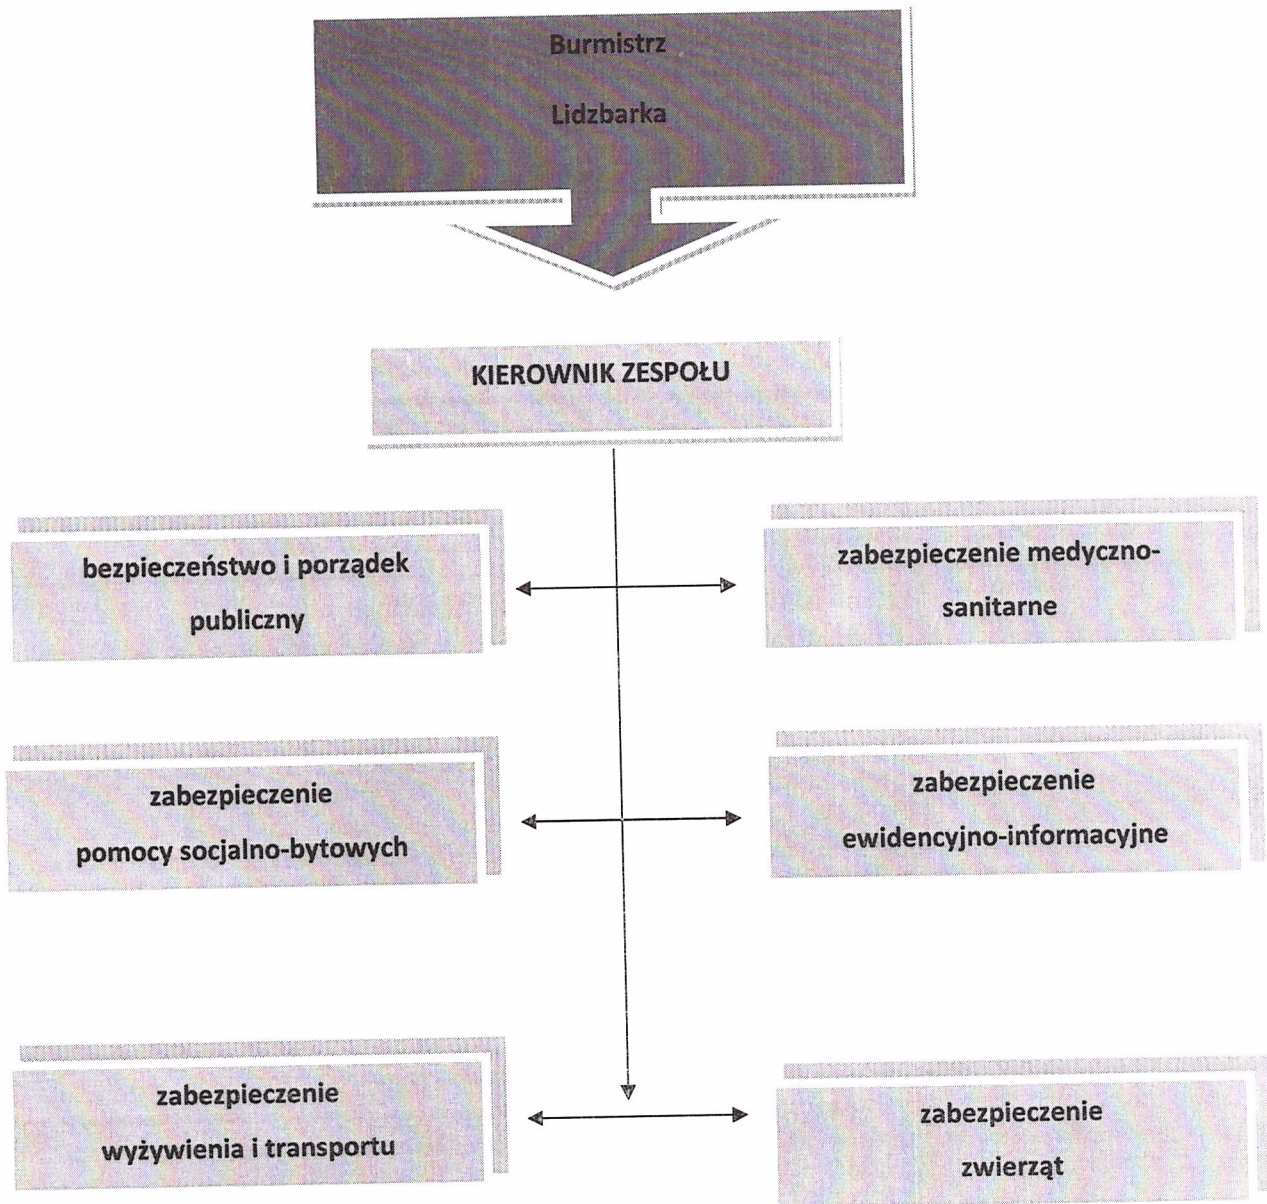 Burmistrz
Lidzbarka
KIEROWNIK ZESPOŁU
bezpieczeństwo i porządek
publiczny
zabezpieczenie medyczno-
sanitarne
zabezpieczenie
pomocy socjalno-bytowych
zabezpieczenie
ewidencyjno-informacyjne
zabezpieczenie
wyżywienia i transportu
zabezpieczenie
zwierząt